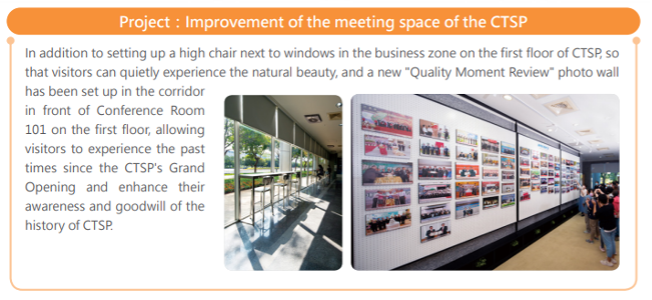 Project：Improvement of the meeting space of the CTSP
In addition to setting up a high chair next to windows in the business zone on the first floor of CTSP, so
that visitors can quietly experience the natural beauty, and a new "Quality Moment Review" photo wall
has been set up in the corridor
in front of Conference Room
101 on the first floor, allowing
visitors to experience the past
times since the CTSP's Grand
Opening and enhance their
awareness and goodwill of the
history of CTSP.